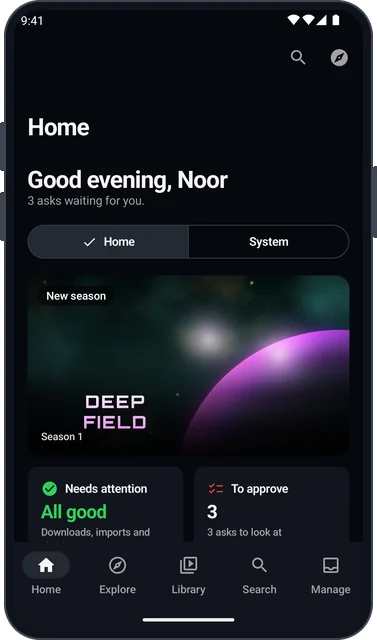 9:41
Home
Good evening, Noor
3 asks waiting for you.
Home
System
New season
DEEP
FIELD
Season 1
Needs attention
All good
Downloads, imports and
To approve
3
3 asks to look at
Home
Explore
Library
Search
Manage